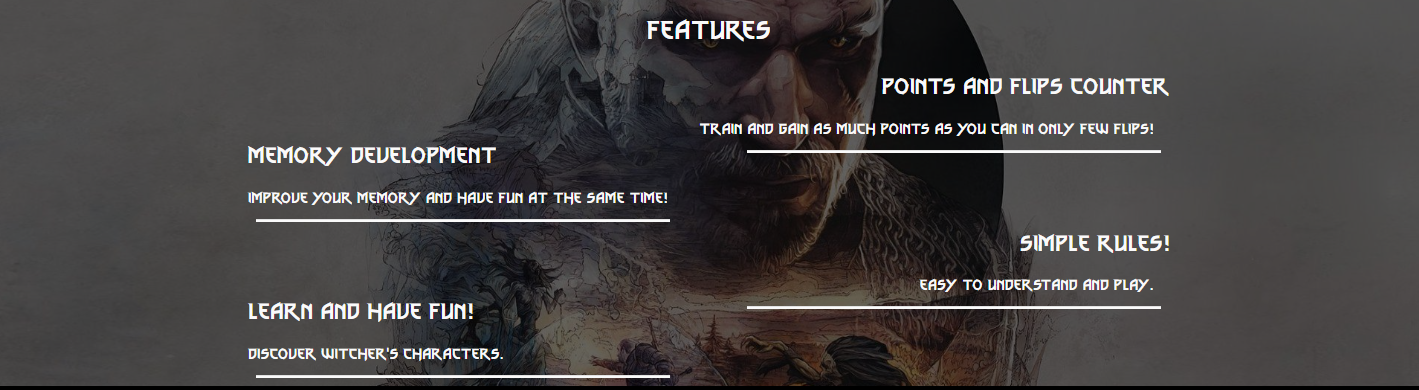 FEATURES
POINTS AND FLIPS COUNTER
TRAIN AND GAIN AS MUCH POINTS AS YOU CAN IN ONLY FEW FLIPS!
MEMORY DEVELOPMENT
IMPROVE YOUR MEMORY AND HAVE FUN AT THE SAME TIME!
SIMPLE RULES!
EASY TO UNDERSTAND AND PLAY.
LEARN AND HAVE FUN!
DISCOVER WITCHER'S CHARACTERS.